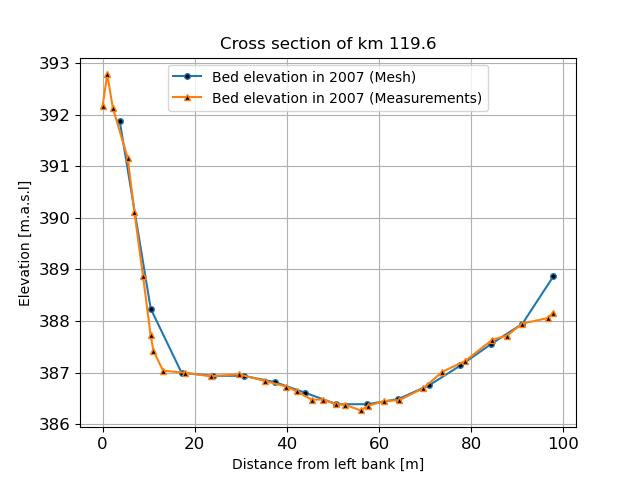 Cross section of km 119.6
Bed elevation in 2007 (Mesh)
Bed elevation in 2007 (Measurements)
393
392
391
390
389
388
387
386
Elevation [m.a.s.l]
0 20 40 60 80 100
Distance from left bank [m]